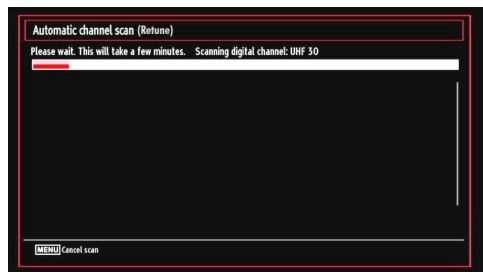 Automatic channel scan (Retune)
Please wait. This will take a few minutes. Scanning digital channel: UHF 30
MENU Cancel scan